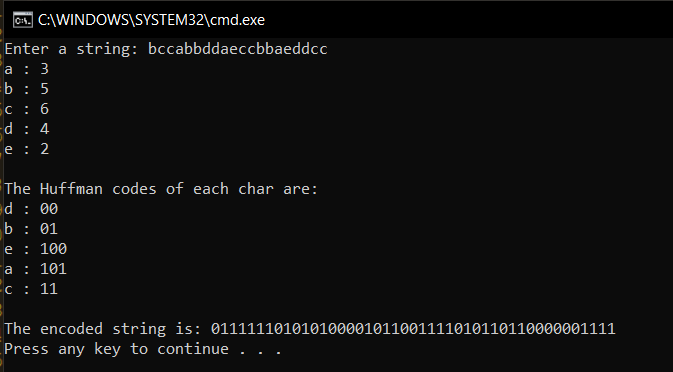 C:\WINDOWS\SYSTEM32\cmd.exe
Enter a string: bccabbddaeccbbaeddcc
a : 3
b : 5
c : 6
d : 4
e : 2
The Huffman codes of each char are:
d : 00
b : 01
e : 100
a : 101
c : 11
The encoded string is: 011111101010100001011001111010110110000001111
Press any key to continue . . .